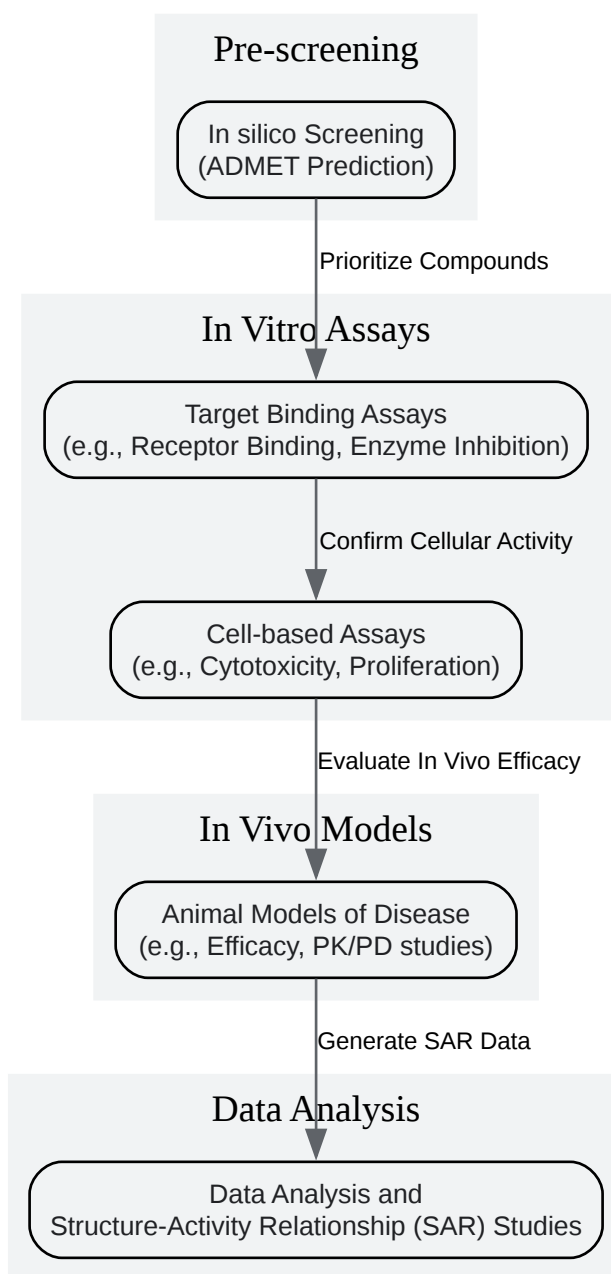 Pre-screening
In silico Screening
(ADMET Prediction)
Prioritize Compounds
In Vitro Assays
Target Binding Assays
(e.g., Receptor Binding, Enzyme Inhibition)
Confirm Cellular Activity
Cell-based Assays
(e.g., Cytotoxicity, Proliferation)
Evaluate In Vivo Efficacy
In Vivo Models
Animal Models of Disease
(e.g., Efficacy, PK/PD studies)
Generate SAR Data
Data Analysis
Data Analysis and
Structure-Activity Relationship (SAR) Studies